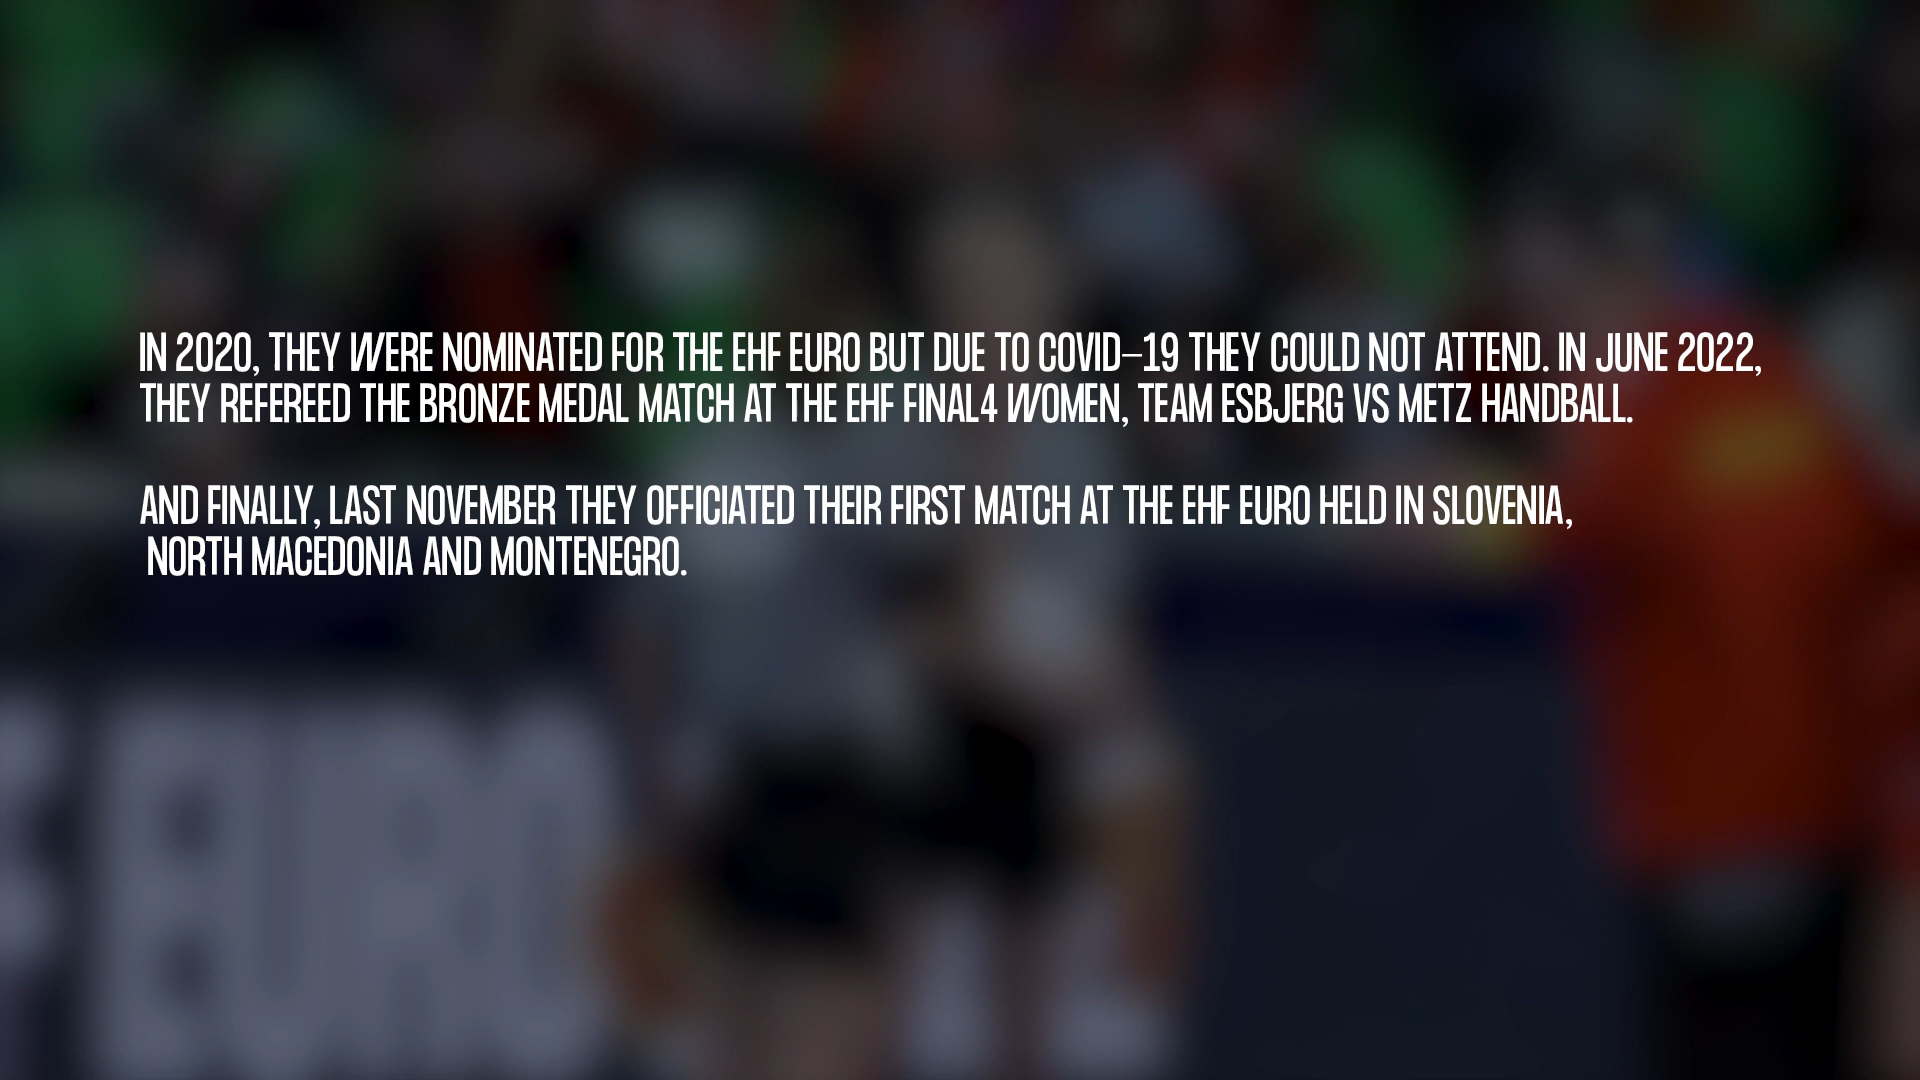 IN 2020, THEY WERE NOMINATED FOR THE EHF EURO BUT DUE TO COVID–19 THEY COULD NOT ATTEND. IN JUNE 2022,
THEY REFEREED THE BRONZE MEDAL MATCH AT THE EHF FINAL4 WOMEN, TEAM ESBJERG VS METZ HANDBALL.
AND FINALLY, LAST NOVEMBER THEY OFFICIATED THEIR FIRST MATCH AT THE EHF EURO HELD IN SLOVENIA,
NORTH MACEDONIA AND MONTENEGRO.
EURO